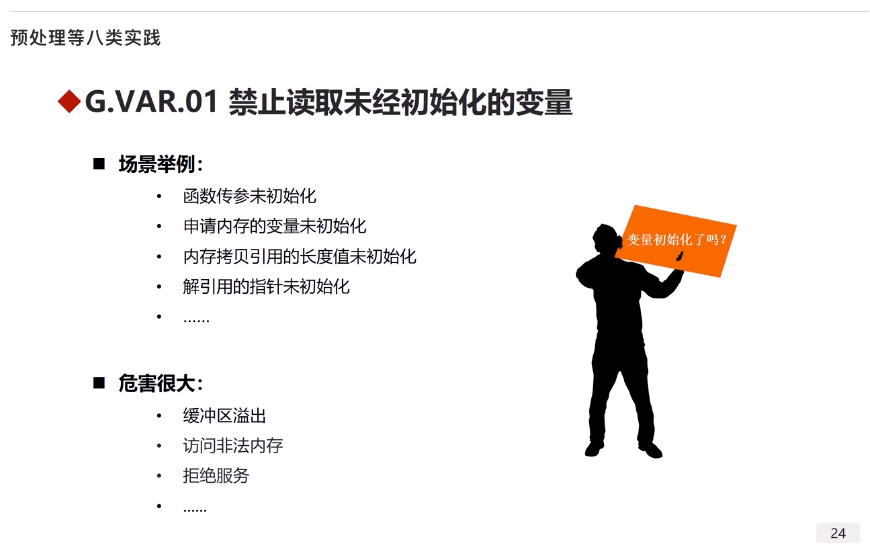 预处理等八类实践
G.VAR.01 禁止读取未经初始化的变量
场景举例：
函数传参未初始化
申请内存的变量未初始化
内存拷贝引用的长度值未初始化
解引用的指针未初始化
......
变量初始化了吗？
危害很大：
缓冲区溢出
访问非法内存
拒绝服务
......
24